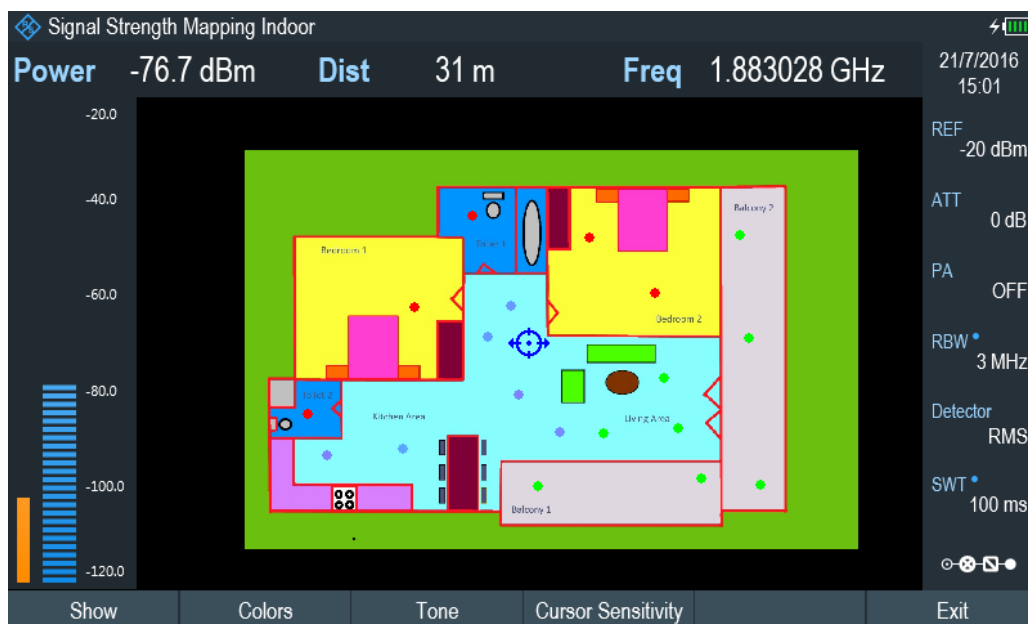 Signal Strength Mapping Indoor
Power -76.7 dBm Dist 31 m Freq 1.883028 GHz
21/7/2016
15:01
-20.0
-40.0
-60.0
-80.0
-100.0
-120.0
Balcony 2
Toilet 1
Bedroom 1
Bedroom 2
Toilet 2
Kitchen Area
Living Area
Balcony 1
REF
-20 dBm
ATT
0 dB
PA
OFF
RBW
3 MHz
Detector
RMS
SWT
100 ms
Show Colors Tone Cursor Sensitivity Exit